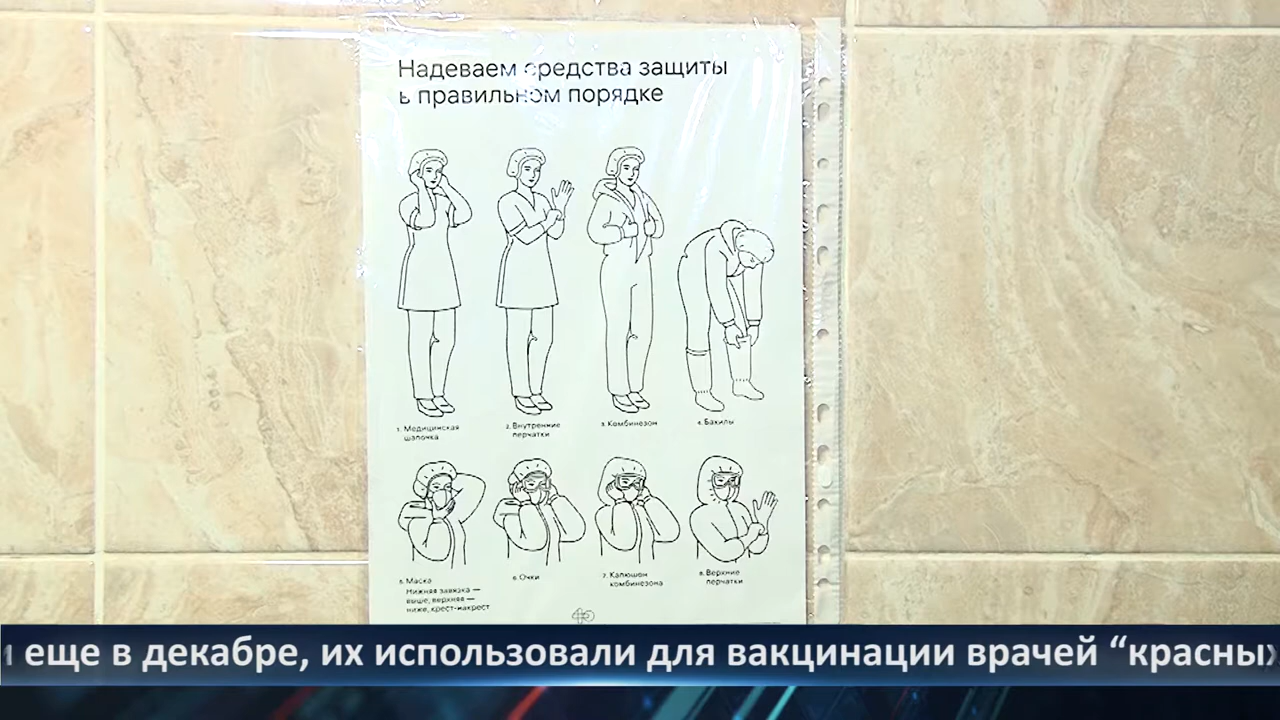 Надеваем средства защиты
в правильном порядке
1. Медицинская
шапочка
2. Внутренние
перчатки
3. Комбинезон
4. Бахилы
5. Маска
Нижняя завязка —
выше, верхняя —
ниже, крест-накрест
6. Очки
7. Капюшон
комбинезона
8. Верхние
перчатки
еще в декабре, их использовали для вакцинации врачей “красных